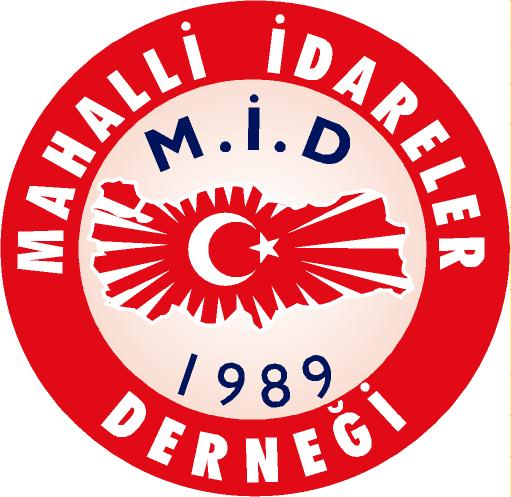 MAHALLİ İDARELER
M.İ.D
1989
DERNEĞİ